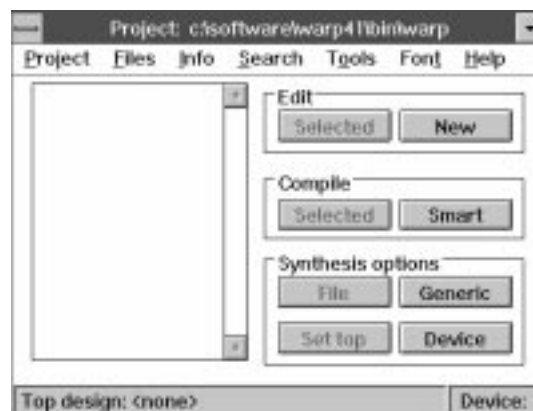 Project: c:\software\warp41\bin\warp
Project Files Info Search Tools Font Help
Edit
Selected New
Compile
Selected Smart
Synthesis options
File Generic
Set top Device
Top design: <none> Device: